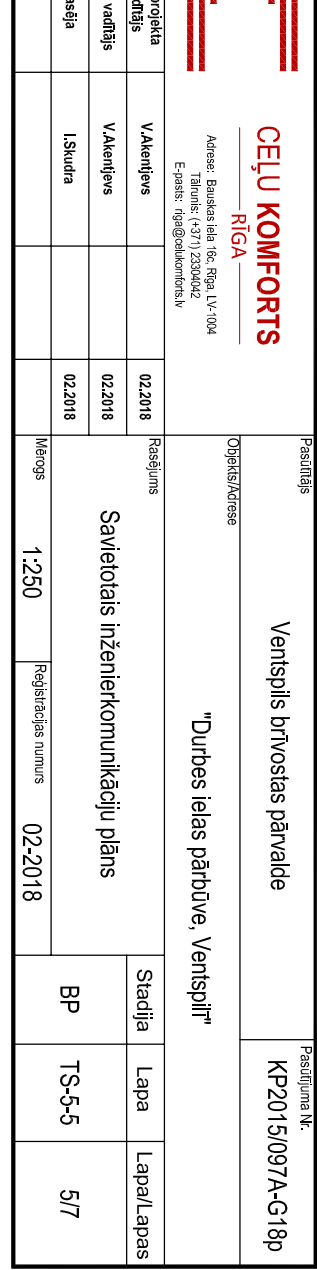 CEĻU KOMFORTS
RĪGA
Adrese: Bauskas iela 16c, Rīga, LV-1004
Tālrunis: (+371) 23304042
E-pasts: riga@celukomforts.lv
Pasūtītājs
Ventspils brīvostas pārvalde
Pasūtījuma Nr.
KP2015/097A-G18p
Objekts/Adrese
"Durbes ielas pārbūve, Ventspilī"
V.Akentjevs 02.2018
vadītājs V.Akentjevs 02.2018
I.Skudra 02.2018
Rasējums
Savietotais inženierkomunikāciju plāns
Stadija Lapa Lapa/Lapas
BP TS-5-5 5/7
Mērogs 1:250 Reģistrācijas numurs 02-2018